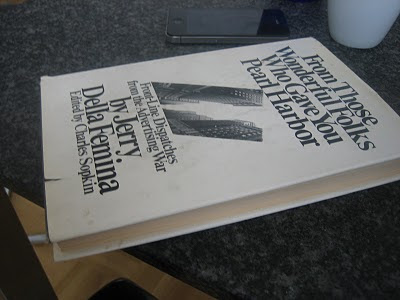 From Those
Wonderful Folks
Who Gave You
Pearl Harbor
Front-Line Dispatches
from the Advertising War
by Jerry
Della Femina
Edited by Charles Sopkin